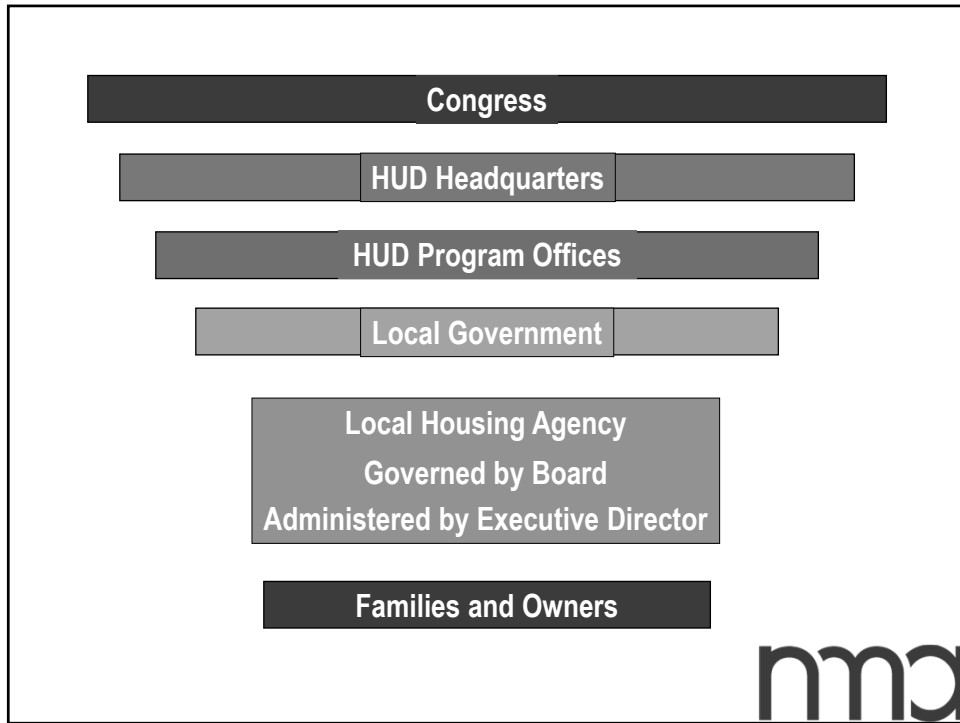 Congress
HUD Headquarters
HUD Program Offices
Local Government
Local Housing Agency
Governed by Board
Administered by Executive Director
Families and Owners
nma